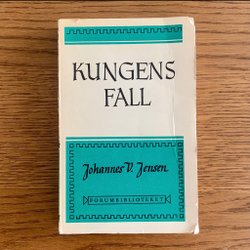 KUNGENS
FALL
Johannes V. Jensen
FORUMBIBLIOTEKET